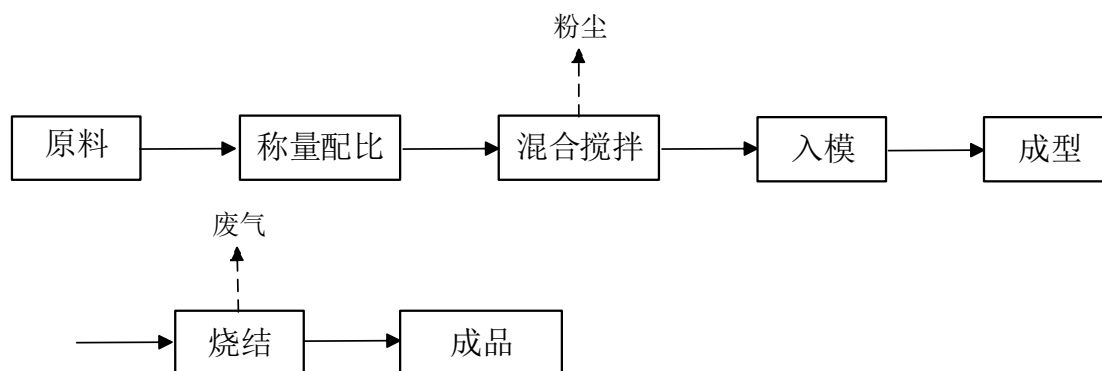 粉尘
原料 称量配比 混合搅拌 入模 成型
废气
烧结 成品